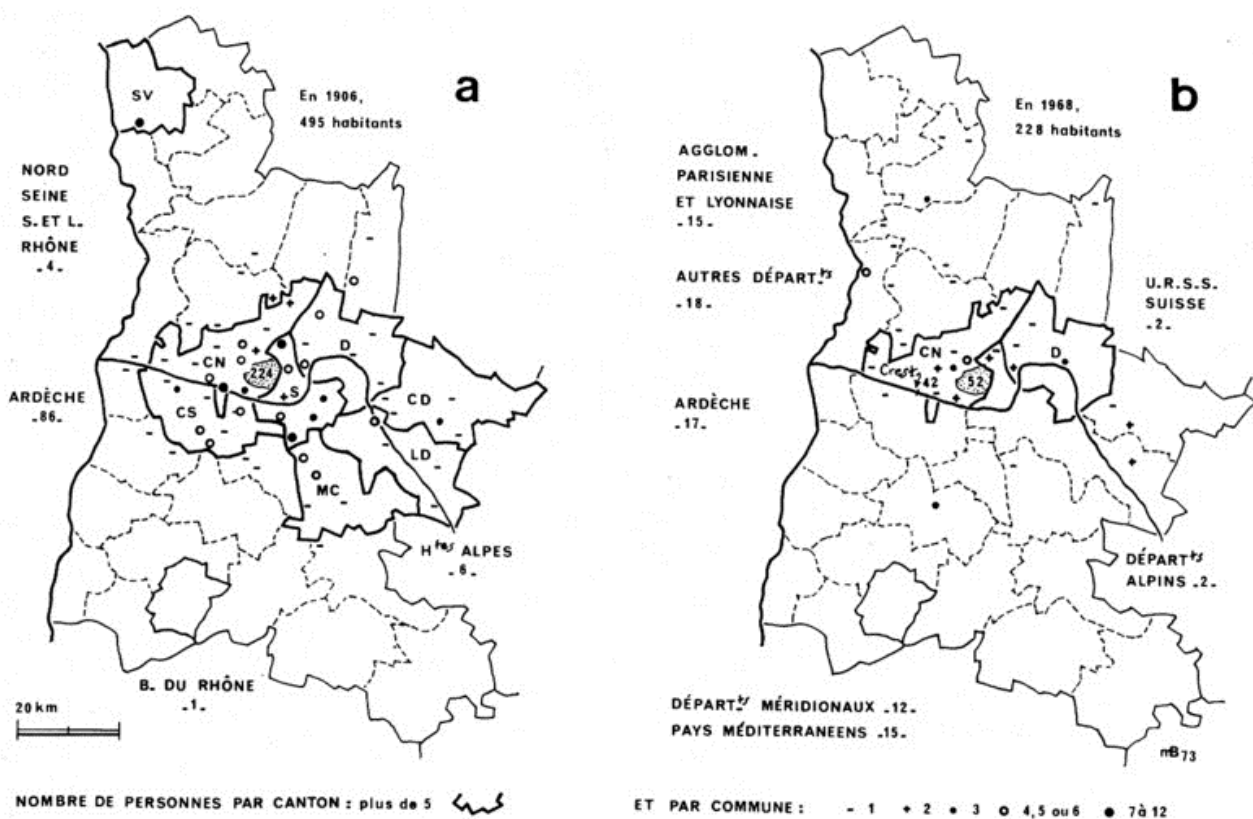 a
SV
En 1906,
495 habitants
NORD
SEINE
S. ET L.
RHÔNE
-4-
ARDÈCHE
-86-
CN
224
D
S
CS
CD
LD
MC
Htes ALPES
-6-
B. DU RHÔNE
-1-
20 km
b
En 1968,
228 habitants
AGGLOM.
PARISIENNE
ET LYONNAISE
-15-
AUTRES DÉPARTts
-18-
U.R.S.S.
SUISSE
-2-
CN
D
Crest
42
52
ARDÈCHE
-17-
DÉPARTts
ALPINS -2-
DÉPARTts MÉRIDIONAUX -12-
PAYS MÉDITERRANEENS -15-
mB73
NOMBRE DE PERSONNES PAR CANTON : plus de 5
ET PAR COMMUNE : - 1 + 2 • 3 o 4,5 ou 6 ● 7à 12